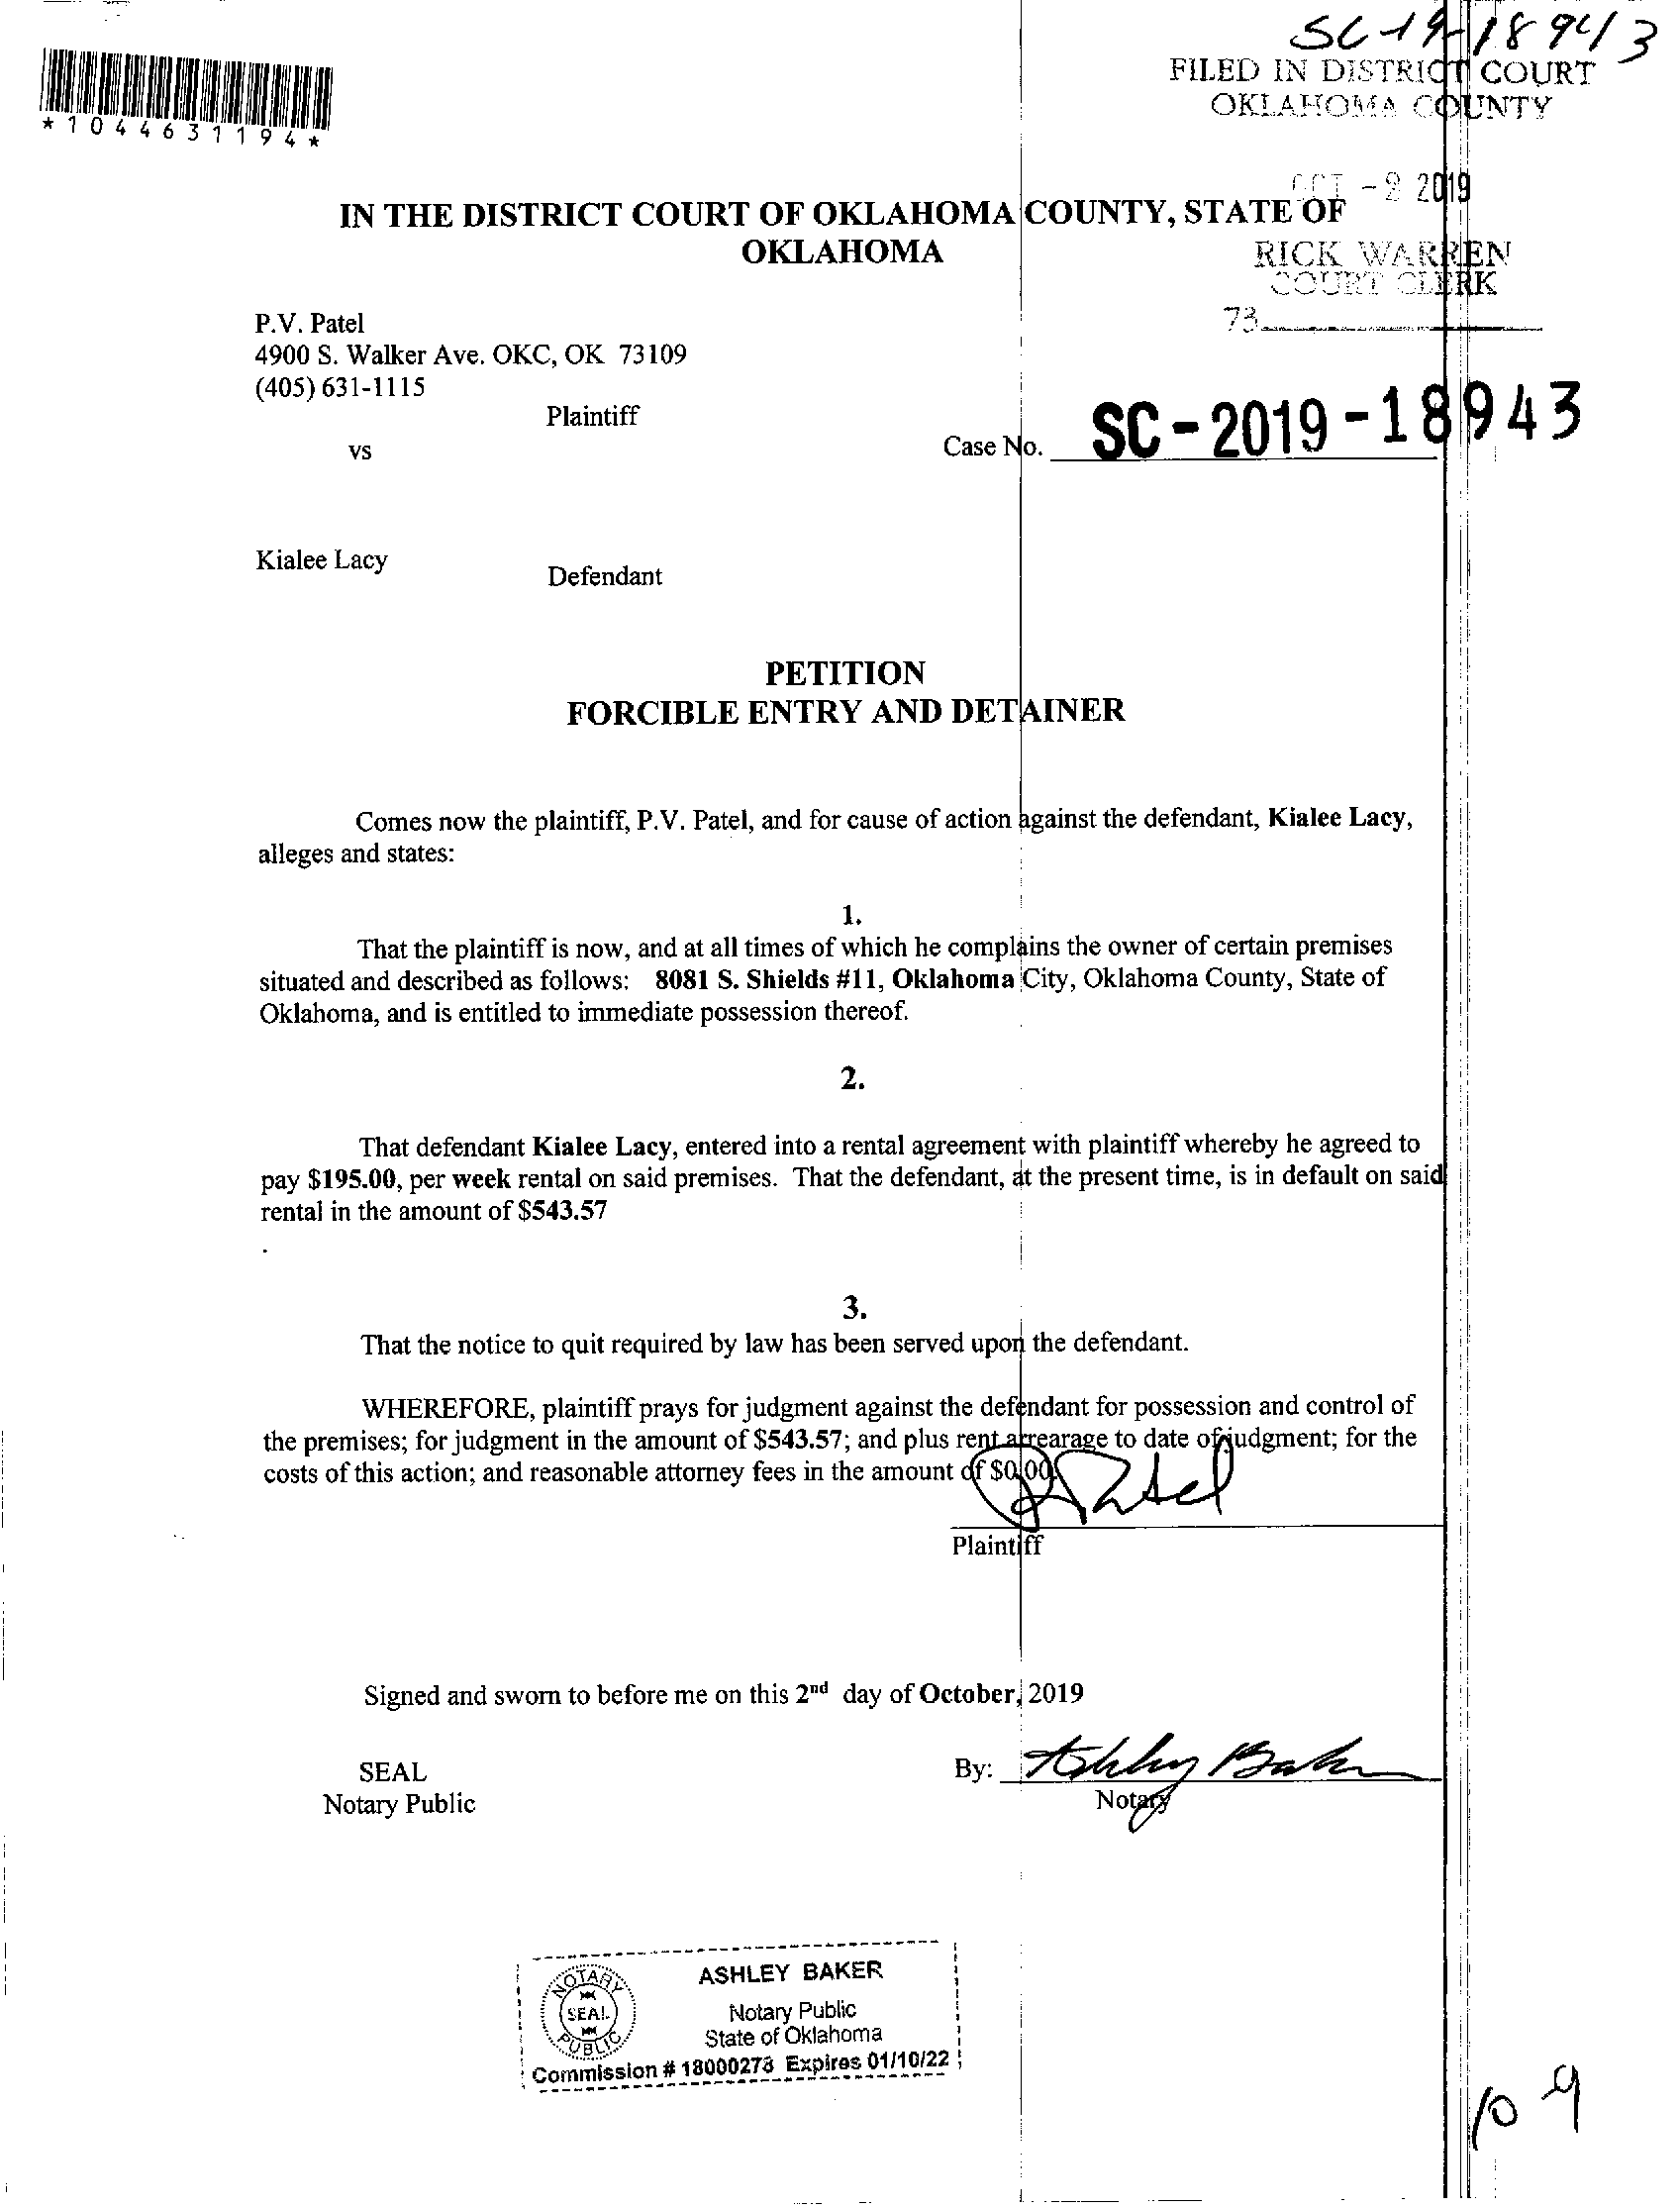 SC-19-18943
FILED IN DISTRICT COURT
OKLAHOMA COUNTY
*1044631194*
OCT -2 2019
IN THE DISTRICT COURT OF OKLAHOMA COUNTY, STATE OF
OKLAHOMA
RICK WARREN
COURT CLERK
73
P.V. Patel
4900 S. Walker Ave. OKC, OK 73109
(405) 631-1115
Plaintiff
vs
Case No. SC-2019-18943
Kialee Lacy
Defendant
PETITION
FORCIBLE ENTRY AND DETAINER
Comes now the plaintiff, P.V. Patel, and for cause of action against the defendant, Kialee Lacy,
alleges and states:
1.
That the plaintiff is now, and at all times of which he complains the owner of certain premises
situated and described as follows: 8081 S. Shields #11, Oklahoma City, Oklahoma County, State of
Oklahoma, and is entitled to immediate possession thereof.
2.
That defendant Kialee Lacy, entered into a rental agreement with plaintiff whereby he agreed to
pay $195.00, per week rental on said premises. That the defendant, at the present time, is in default on said
rental in the amount of $543.57
.
3.
That the notice to quit required by law has been served upon the defendant.
WHEREFORE, plaintiff prays for judgment against the defendant for possession and control of
the premises; for judgment in the amount of $543.57; and plus rent arrearage to date of judgment; for the
costs of this action; and reasonable attorney fees in the amount of $0.00
Patel
Plaintiff
Signed and sworn to before me on this 2nd day of October, 2019
SEAL
Notary Public
By: Ashley Baker
Notary
NOTARY PUBLIC
SEAL
ASHLEY BAKER
Notary Public
State of Oklahoma
Commission # 18000273 Expires 01/10/22
10 9